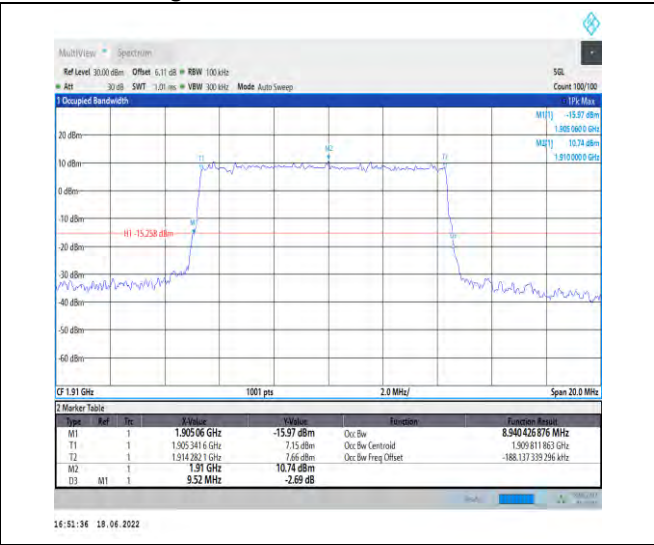 MultiView Spectrum
Ref Level 30.00 dBm Offset 6.11 dB RBW 100 kHz SGL
Att 30 dB SWT 1.01 ms VBW 300 kHz Mode Auto Sweep Count 100/100
1 Occupied Bandwidth 1Pk Max
M1[1] -15.97 dBm
1.905 060 0 GHz
M2[1] 10.74 dBm
1.910 000 0 GHz
20 dBm
M2
T1
10 dBm
0 dBm
-10 dBm
M1
H1 -15.258 dBm
-20 dBm
-30 dBm
-40 dBm
-50 dBm
-60 dBm
CF 1.91 GHz 1001 pts 2.0 MHz/ Span 20.0 MHz
2 Marker Table
Type Ref Trc X-Value Y-Value Function Function Result
M1 1 1.905 06 GHz -15.97 dBm Occ Bw 8.940 426 876 MHz
T1 1 1.905 341 6 GHz 7.15 dBm Occ Bw Centroid 1.909 811 863 GHz
T2 1 1.914 282 1 GHz 7.66 dBm Occ Bw Freq Offset -188.137 339 296 kHz
M2 1 1.91 GHz 10.74 dBm
D3 M1 1 9.52 MHz -2.69 dB
16:51:36 18.06.2022